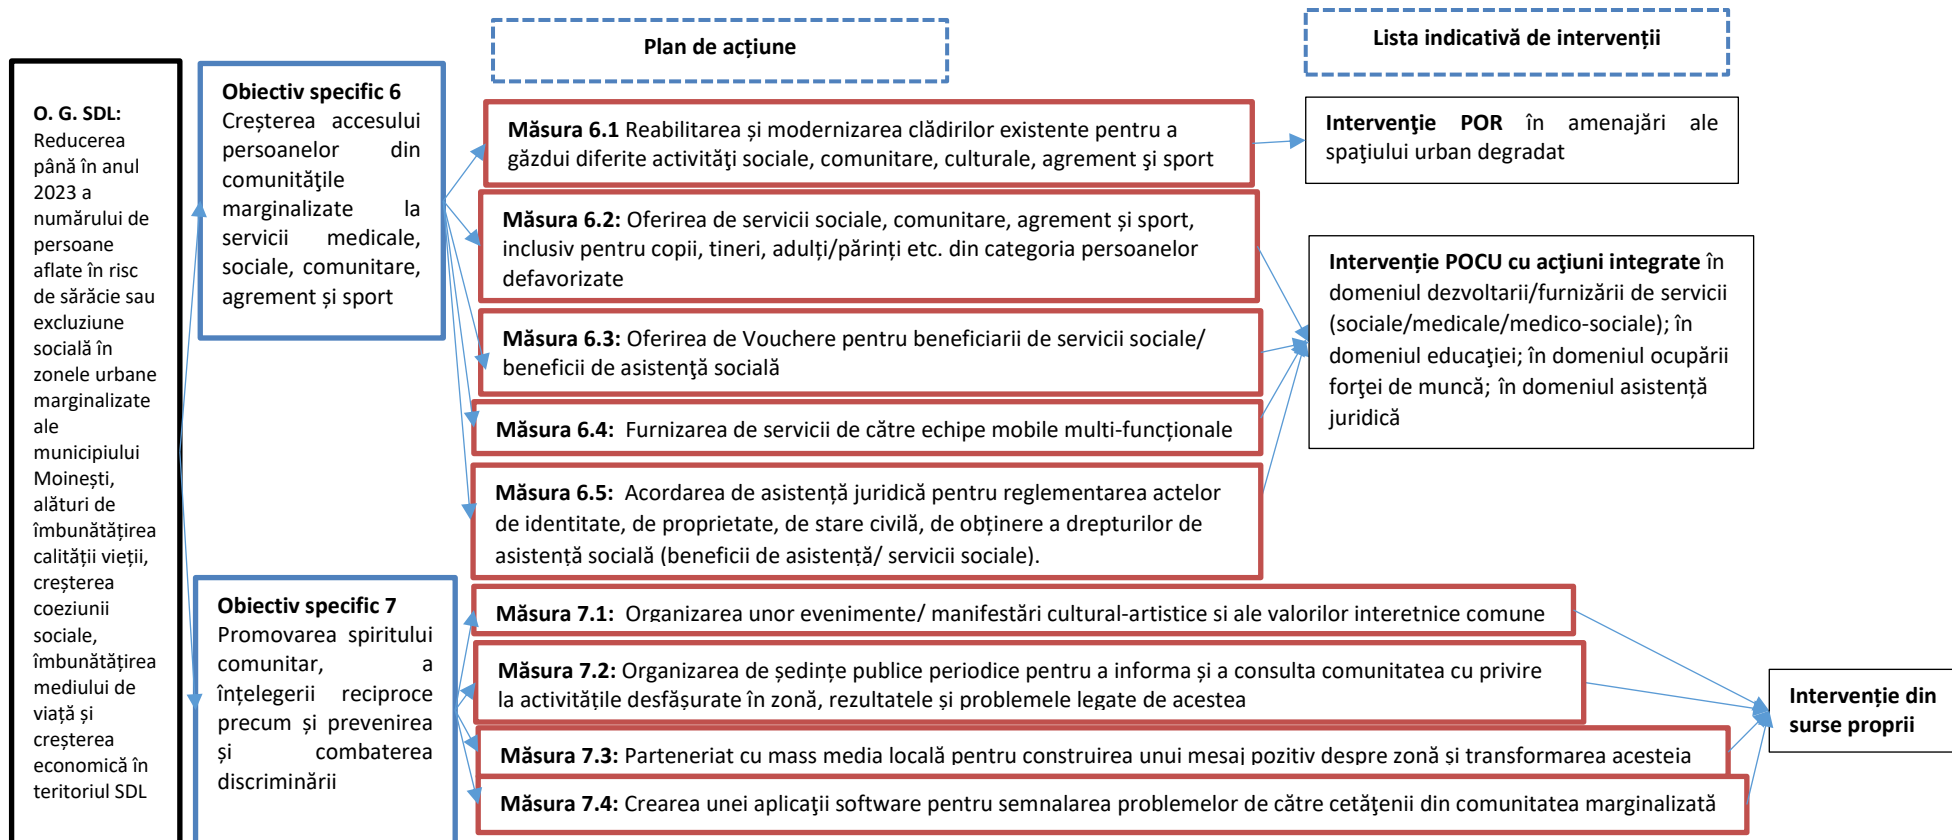 Plan de acțiune
Lista indicativă de intervenții
O. G. SDL:
Reducerea
până în anul
2023 a
numărului de
persoane
aflate în risc
de sărăcie sau
excluziune
socială în
zonele urbane
marginalizate
ale
municipiului
Moinești,
alături de
îmbunătățirea
calității vieții,
creșterea
coeziunii
sociale,
îmbunătățirea
mediului de
viață și
creșterea
economică în
teritoriul SDL
Obiectiv specific 6
Creșterea accesului
persoanelor din
comunităţile
marginalizate la
servicii medicale,
sociale, comunitare,
agrement și sport
Măsura 6.1 Reabilitarea și modernizarea clădirilor existente pentru a
găzdui diferite activităţi sociale, comunitare, culturale, agrement şi sport
Măsura 6.2: Oferirea de servicii sociale, comunitare, agrement și sport,
inclusiv pentru copii, tineri, adulți/părinți etc. din categoria persoanelor
defavorizate
Măsura 6.3: Oferirea de Vouchere pentru beneficiarii de servicii sociale/
beneficii de asistenţă socială
Măsura 6.4: Furnizarea de servicii de către echipe mobile multi-funcționale
Măsura 6.5: Acordarea de asistență juridică pentru reglementarea actelor
de identitate, de proprietate, de stare civilă, de obținere a drepturilor de
asistență socială (beneficii de asistență/ servicii sociale).
Intervenţie POR în amenajări ale
spaţiului urban degradat
Intervenție POCU cu acţiuni integrate în
domeniul dezvoltarii/furnizării de servicii
(sociale/medicale/medico-sociale); în
domeniul educaţiei; în domeniul ocupării
forţei de muncă; în domeniul asistență
juridică
Obiectiv specific 7
Promovarea spiritului
comunitar, a
înțelegerii reciproce
precum și prevenirea
și combaterea
discriminării
Măsura 7.1: Organizarea unor evenimente/ manifestări cultural-artistice si ale valorilor interetnice comune
Măsura 7.2: Organizarea de ședințe publice periodice pentru a informa și a consulta comunitatea cu privire
la activitățile desfășurate în zonă, rezultatele și problemele legate de acestea
Măsura 7.3: Parteneriat cu mass media locală pentru construirea unui mesaj pozitiv despre zonă și transformarea acesteia
Măsura 7.4: Crearea unei aplicaţii software pentru semnalarea problemelor de către cetăţenii din comunitatea marginalizată
Intervenție din
surse proprii